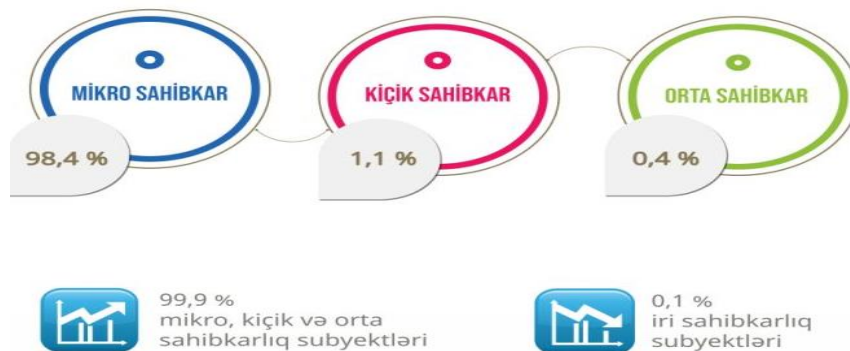 MİKRO SAHİBKAR
98,4 %
KİÇİK SAHİBKAR
1,1 %
ORTA SAHİBKAR
0,4 %
99,9 %
mikro, kiçik və orta
sahibkarlıq subyektləri
0,1 %
iri sahibkarlıq
subyektləri